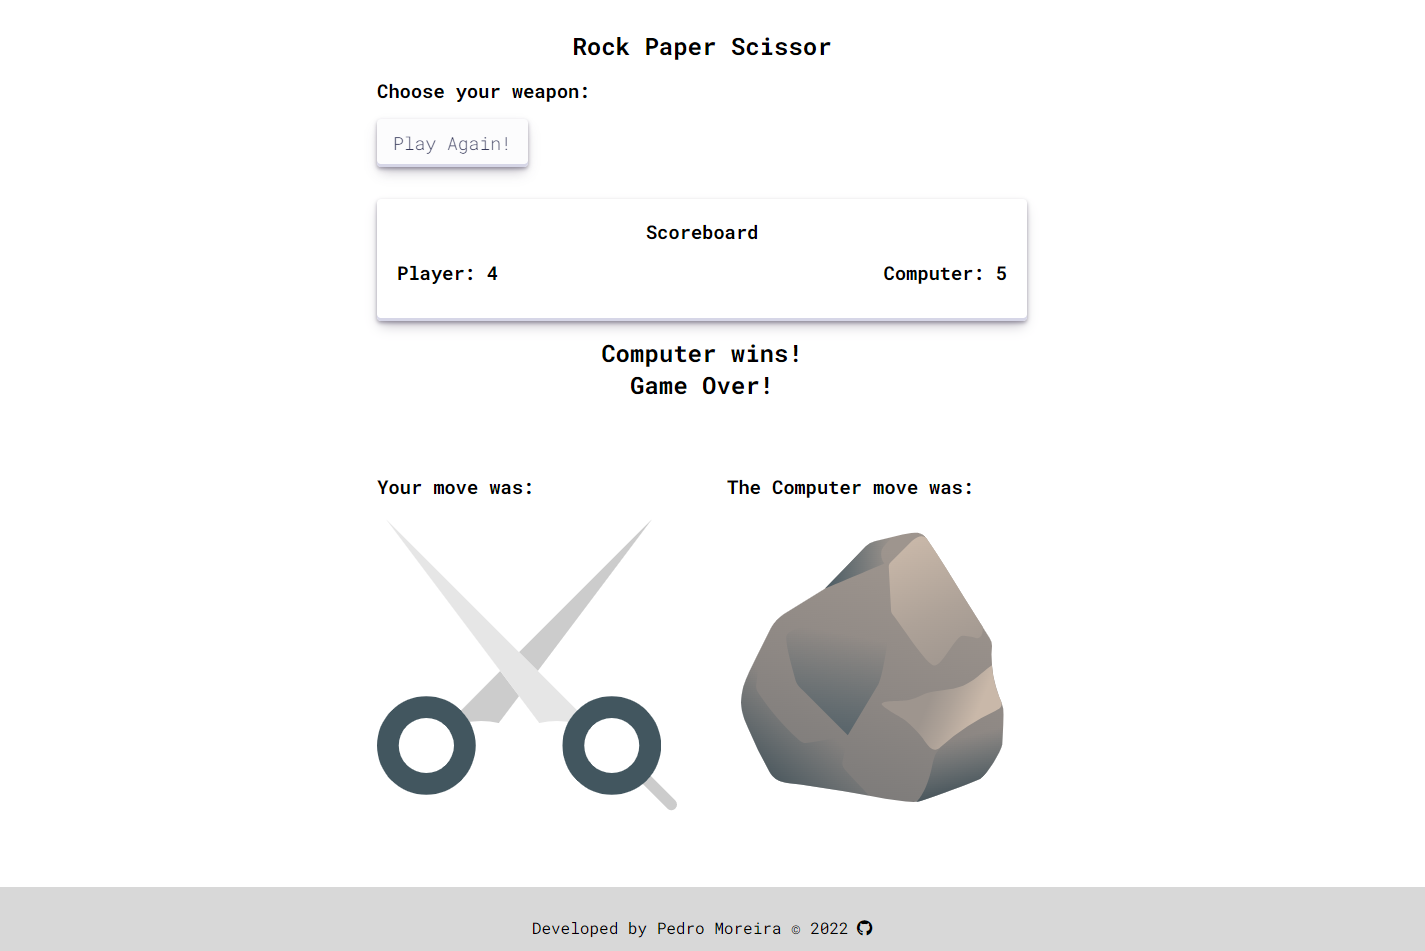 Rock Paper Scissor
Choose your weapon:
Play Again!
Scoreboard
Player: 4
Computer: 5
Computer wins!
Game Over!
Your move was:
The Computer move was:
Developed by Pedro Moreira © 2022